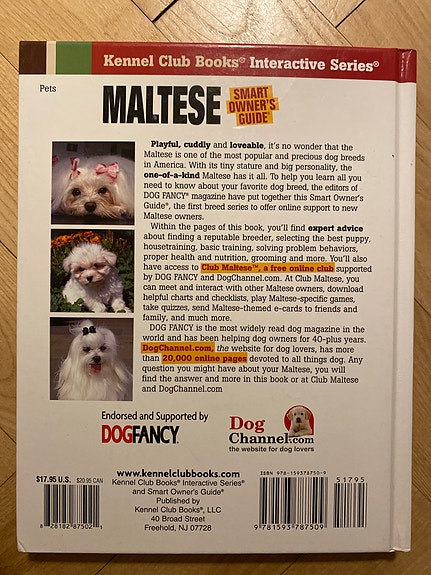 Kennel Club Books® Interactive Series®
Pets
MALTESE
SMART
OWNER'S
GUIDE
Playful, cuddly and loveable, it's no wonder that the
Maltese is one of the most popular and precious dog breeds
in America. With its tiny stature and big personality, the
one-of-a-kind Maltese has it all. To help you learn all you
need to know about your favorite dog breed, the editors of
DOG FANCY® magazine have put together this Smart Owner's
Guide®, the first breed series to offer online support to new
Maltese owners.
Within the pages of this book, you'll find expert advice
about finding a reputable breeder, selecting the best puppy,
housetraining, basic training, solving problem behaviors,
proper health and nutrition, grooming and more. You'll also
have access to Club Maltese™, a free online club supported
by DOG FANCY and DogChannel.com. At Club Maltese, you
can meet and interact with other Maltese owners, download
helpful charts and checklists, play Maltese-specific games,
take quizzes, send Maltese-themed e-cards to friends and
family, and much more.
DOG FANCY is the most widely read dog magazine in the
world and has been helping dog owners for 40-plus years.
DogChannel.com, the website for dog lovers, has more
than 20,000 online pages devoted to all things dog. Any
question you might have about your Maltese, you will
find the answer and more in this book or at Club Maltese
and DogChannel.com
Endorsed and Supported by
DOGFANCY
Dog
Channel.com
the website for dog lovers
$17.95 U.S. $20.95 CAN
8 28182 87502 1
www.kennelclubbooks.com
Kennel Club Books® Interactive Series®
and Smart Owner's Guide®
Published by
Kennel Club Books®, LLC
40 Broad Street
Freehold, NJ 07728
ISBN 978-159378750-9
51795
9 781593 787509